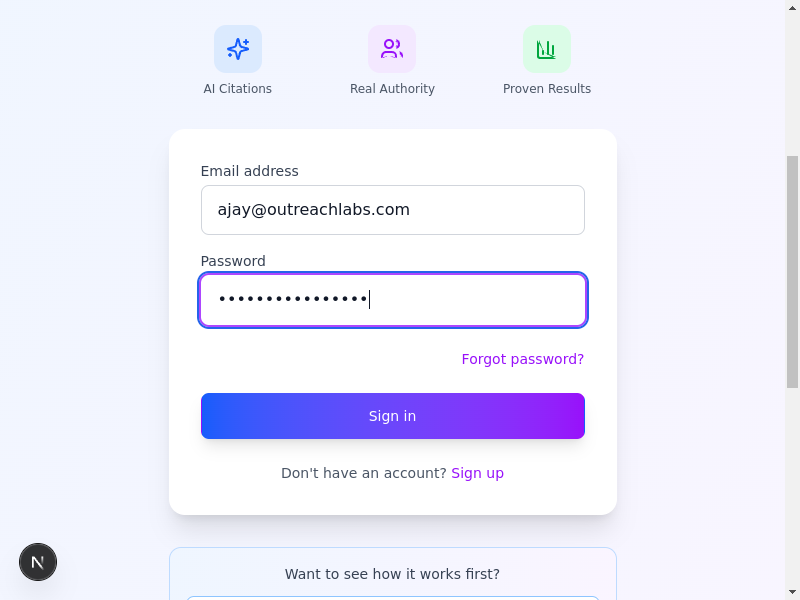 AI Citations
Real Authority
Proven Results
Email address
ajay@outreachlabs.com
Password
••••••••••••••••
Forgot password?
Sign in
Don't have an account? Sign up
N
Want to see how it works first?